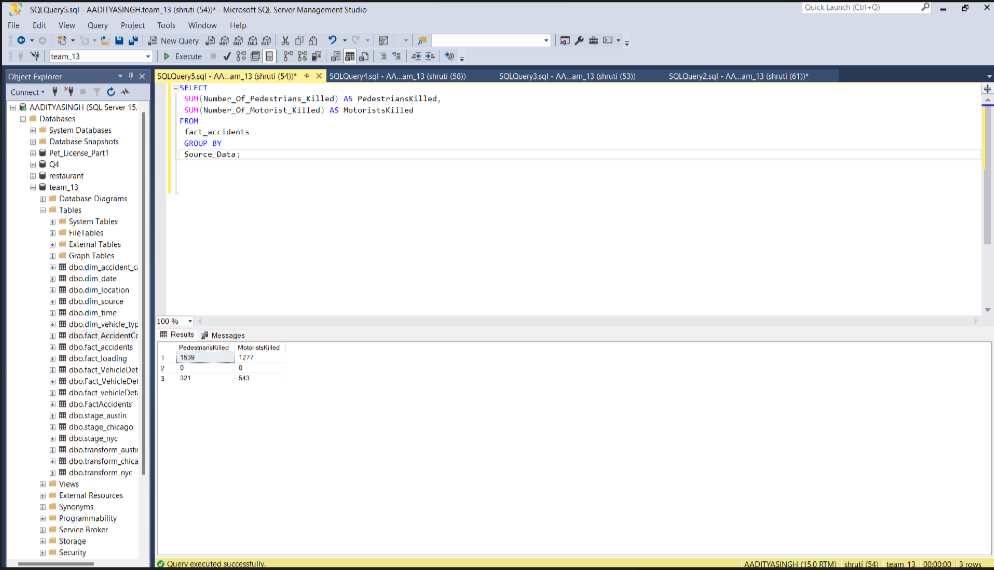 SQLQuery5.sql - AADITYASINGH.team_13 (shruti (54))* - Microsoft SQL Server Management Studio
Quick Launch (Ctrl+Q)
File Edit View Query Project Tools Window Help
New Query
team_13
Execute
Object Explorer
SQLQuery5.sql - AA...am_13 (shruti (54))*
SQLQuery4.sql - AA...am_13 (shruti (58))
SQLQuery3.sql - AA...am_13 (shruti (53))
SQLQuery2.sql - AA...am_13 (shruti (61))*
Connect
AADITYASINGH (SQL Server 15.
Databases
System Databases
Database Snapshots
Pet_License_Part1
Q4
restaurant
team_13
Database Diagrams
Tables
System Tables
FileTables
External Tables
Graph Tables
dbo.dim_accident_c
dbo.dim_date
dbo.dim_location
dbo.dim_source
dbo.dim_time
dbo.dim_vehicle_typ
dbo.fact_AccidentCa
dbo.fact_accidents
dbo.fact_loading
dbo.fact_VehicleDet
dbo.Fact_VehicleDet
dbo.fact_vehicleDet
dbo.FactAccidents
dbo.stage_austin
dbo.stage_chicago
dbo.stage_nyc
dbo.transform_austi
dbo.transform_chica
dbo.transform_nyc
Views
External Resources
Synonyms
Programmability
Service Broker
Storage
Security
SELECT
SUM(Number_Of_Pedestrians_Killed) AS PedestriansKilled,
SUM(Number_Of_Motorist_Killed) AS MotoristsKilled
FROM
fact_accidents
GROUP BY
Source_Data;
100 %
Results Messages
PedestriansKilled MotoristsKilled
1 1539 1277
2 0 0
3 321 543
Query executed successfully.
AADITYASINGH (15.0 RTM) shruti (54) team_13 00:00:00 3 rows